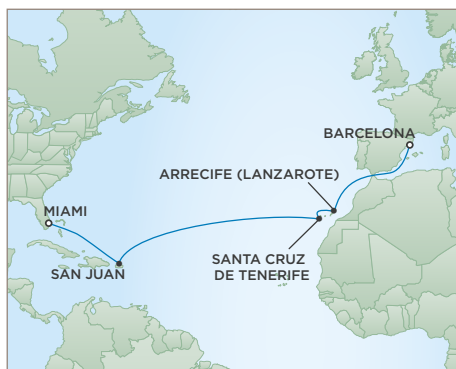 BARCELONA
ARRECIFE (LANZAROTE)
MIAMI
SANTA CRUZ
DE TENERIFE
SAN JUAN